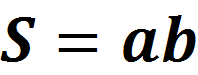 S = ab